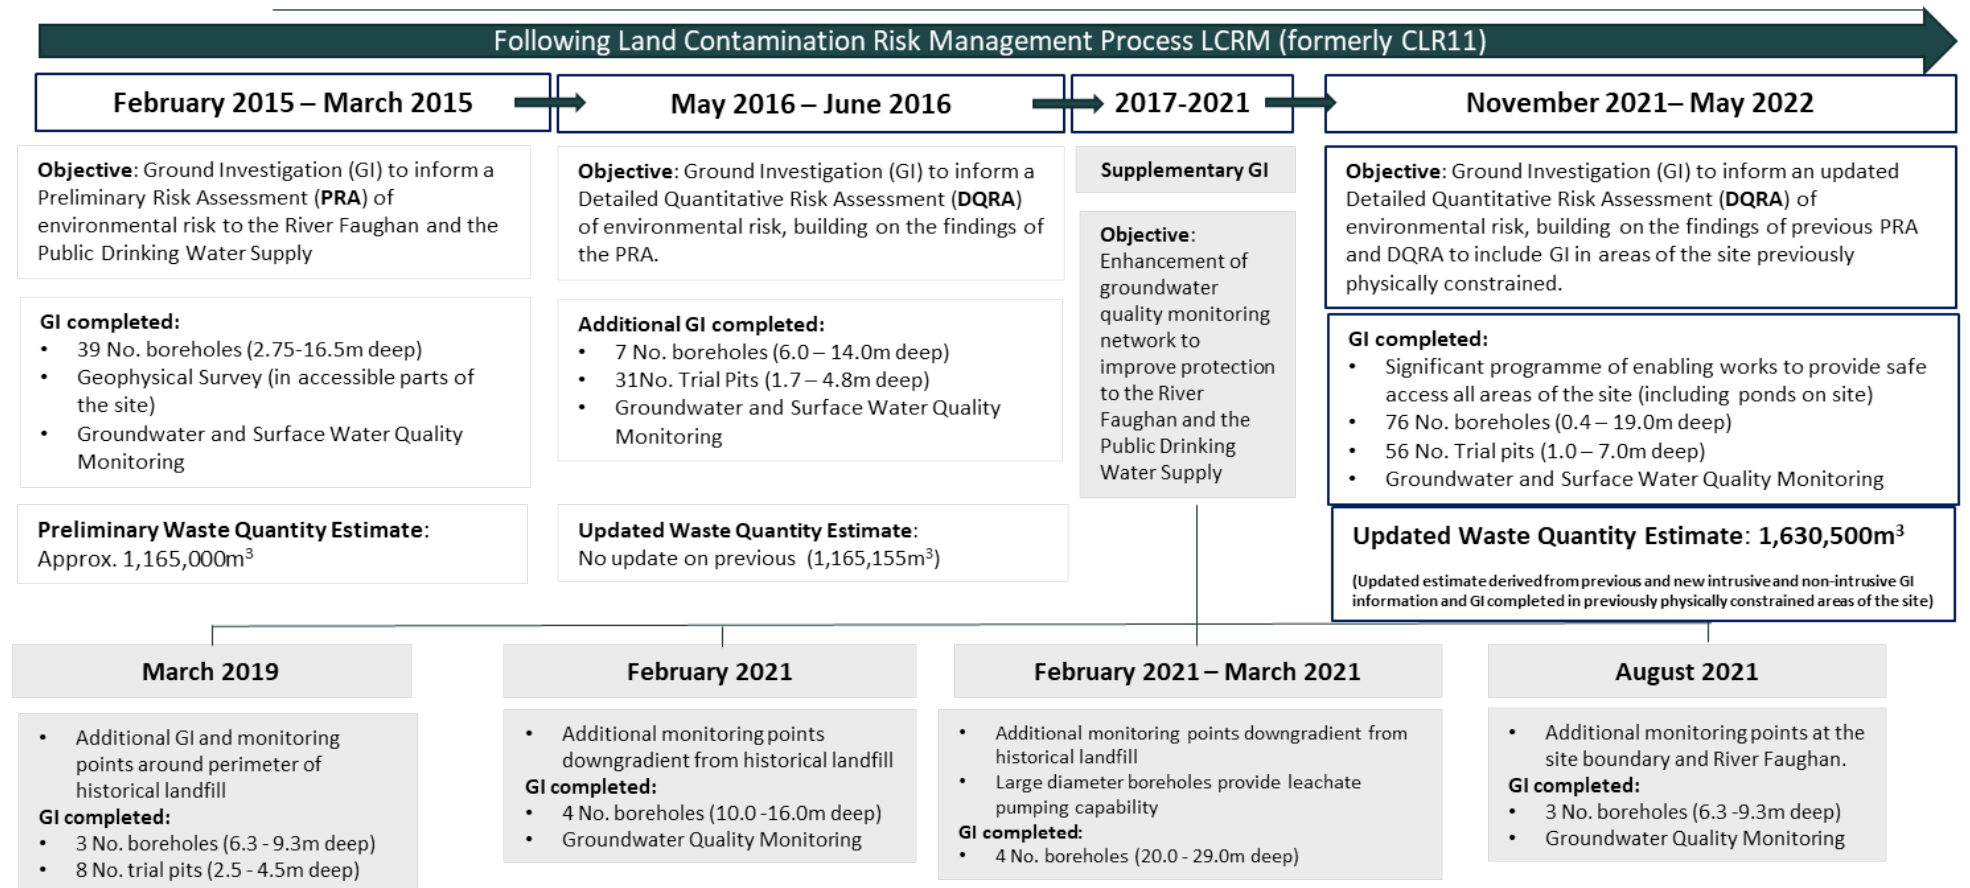 Following Land Contamination Risk Management Process LCRM (formerly CLR11)
February 2015 – March 2015
May 2016 – June 2016
2017-2021
November 2021– May 2022
Objective: Ground Investigation (GI) to inform a
Preliminary Risk Assessment (PRA) of
environmental risk to the River Faughan and the
Public Drinking Water Supply
GI completed:
• 39 No. boreholes (2.75-16.5m deep)
• Geophysical Survey (in accessible parts of
the site)
• Groundwater and Surface Water Quality
Monitoring
Preliminary Waste Quantity Estimate:
Approx. 1,165,000m³
Objective: Ground Investigation (GI) to inform a
Detailed Quantitative Risk Assessment (DQRA)
of environmental risk, building on the findings of
the PRA.
Additional GI completed:
• 7 No. boreholes (6.0 – 14.0m deep)
• 31No. Trial Pits (1.7 – 4.8m deep)
• Groundwater and Surface Water Quality
Monitoring
Updated Waste Quantity Estimate:
No update on previous (1,165,155m³)
Supplementary GI
Objective:
Enhancement of
groundwater
quality monitoring
network to
improve protection
to the River
Faughan and the
Public Drinking
Water Supply
Objective: Ground Investigation (GI) to inform an updated
Detailed Quantitative Risk Assessment (DQRA) of
environmental risk, building on the findings of previous PRA
and DQRA to include GI in areas of the site previously
physically constrained.
GI completed:
• Significant programme of enabling works to provide safe
access all areas of the site (including ponds on site)
• 76 No. boreholes (0.4 – 19.0m deep)
• 56 No. Trial pits (1.0 – 7.0m deep)
• Groundwater and Surface Water Quality Monitoring
Updated Waste Quantity Estimate: 1,630,500m³
(Updated estimate derived from previous and new intrusive and non-intrusive GI
information and GI completed in previously physically constrained areas of the site)
March 2019
• Additional GI and monitoring
points around perimeter of
historical landfill
GI completed:
• 3 No. boreholes (6.3 - 9.3m deep)
• 8 No. trial pits (2.5 - 4.5m deep)
February 2021
• Additional monitoring points
downgradient from historical landfill
GI completed:
• 4 No. boreholes (10.0 -16.0m deep)
• Groundwater Quality Monitoring
February 2021 – March 2021
• Additional monitoring points downgradient from
historical landfill
• Large diameter boreholes provide leachate
pumping capability
GI completed:
• 4 No. boreholes (20.0 - 29.0m deep)
August 2021
• Additional monitoring points at the
site boundary and River Faughan.
GI completed:
• 3 No. boreholes (6.3 -9.3m deep)
• Groundwater Quality Monitoring